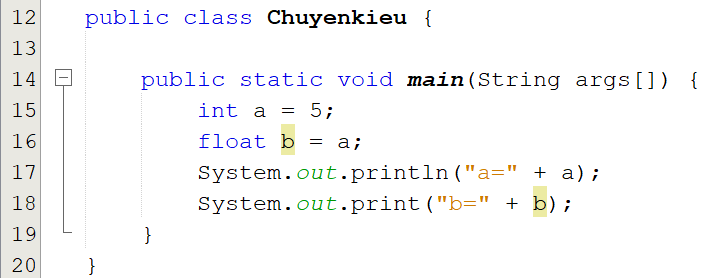 12 public class Chuyenkieu {
13
14 public static void main(String args[]) {
15 int a = 5;
16 float b = a;
17 System.out.println("a=" + a);
18 System.out.print("b=" + b);
19 }
20 }